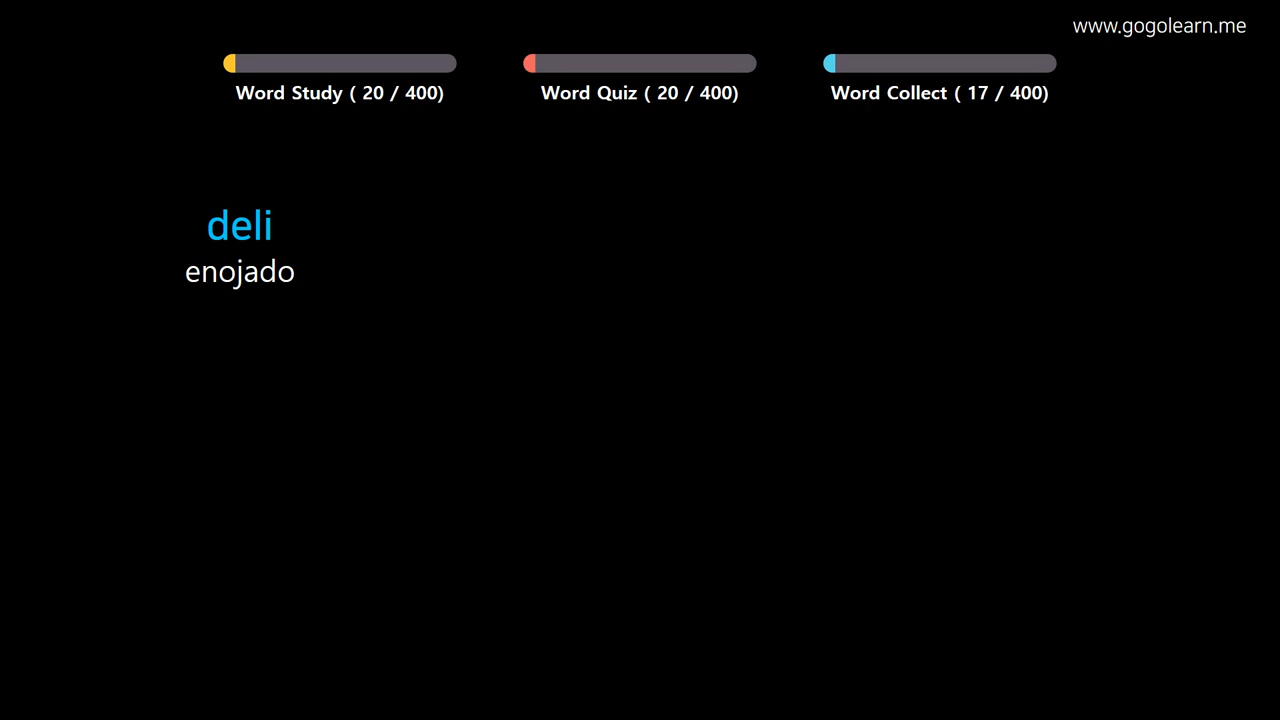 www.gogolearn.me
Word Study ( 20 / 400)
Word Quiz ( 20 / 400)
Word Collect ( 17 / 400)
deli
enojado